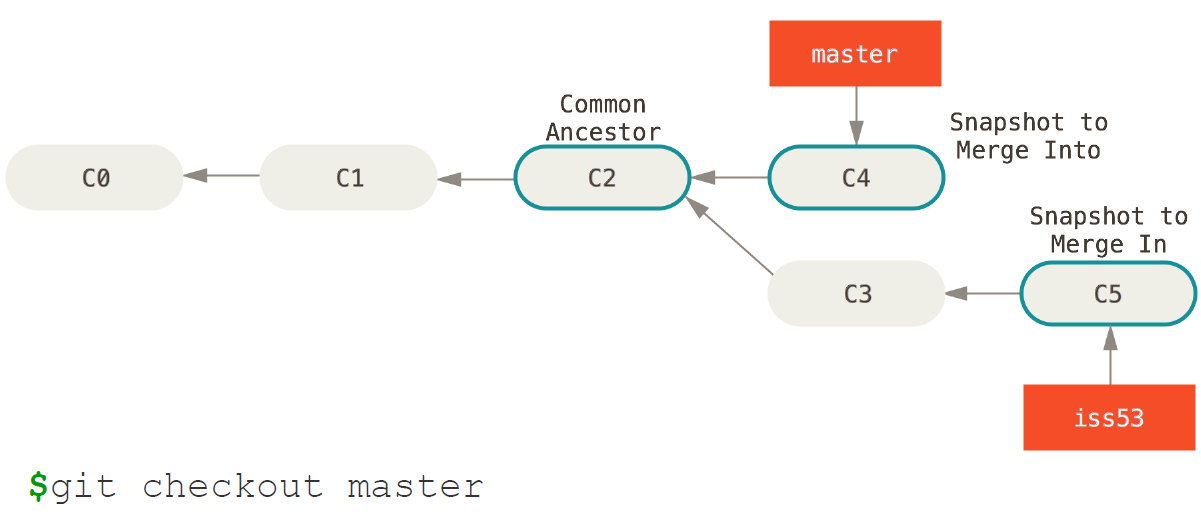 master
Common
Ancestor
Snapshot to
Merge Into
C0
C1
C2
C4
Snapshot to
Merge In
C3
C5
iss53
$git checkout master